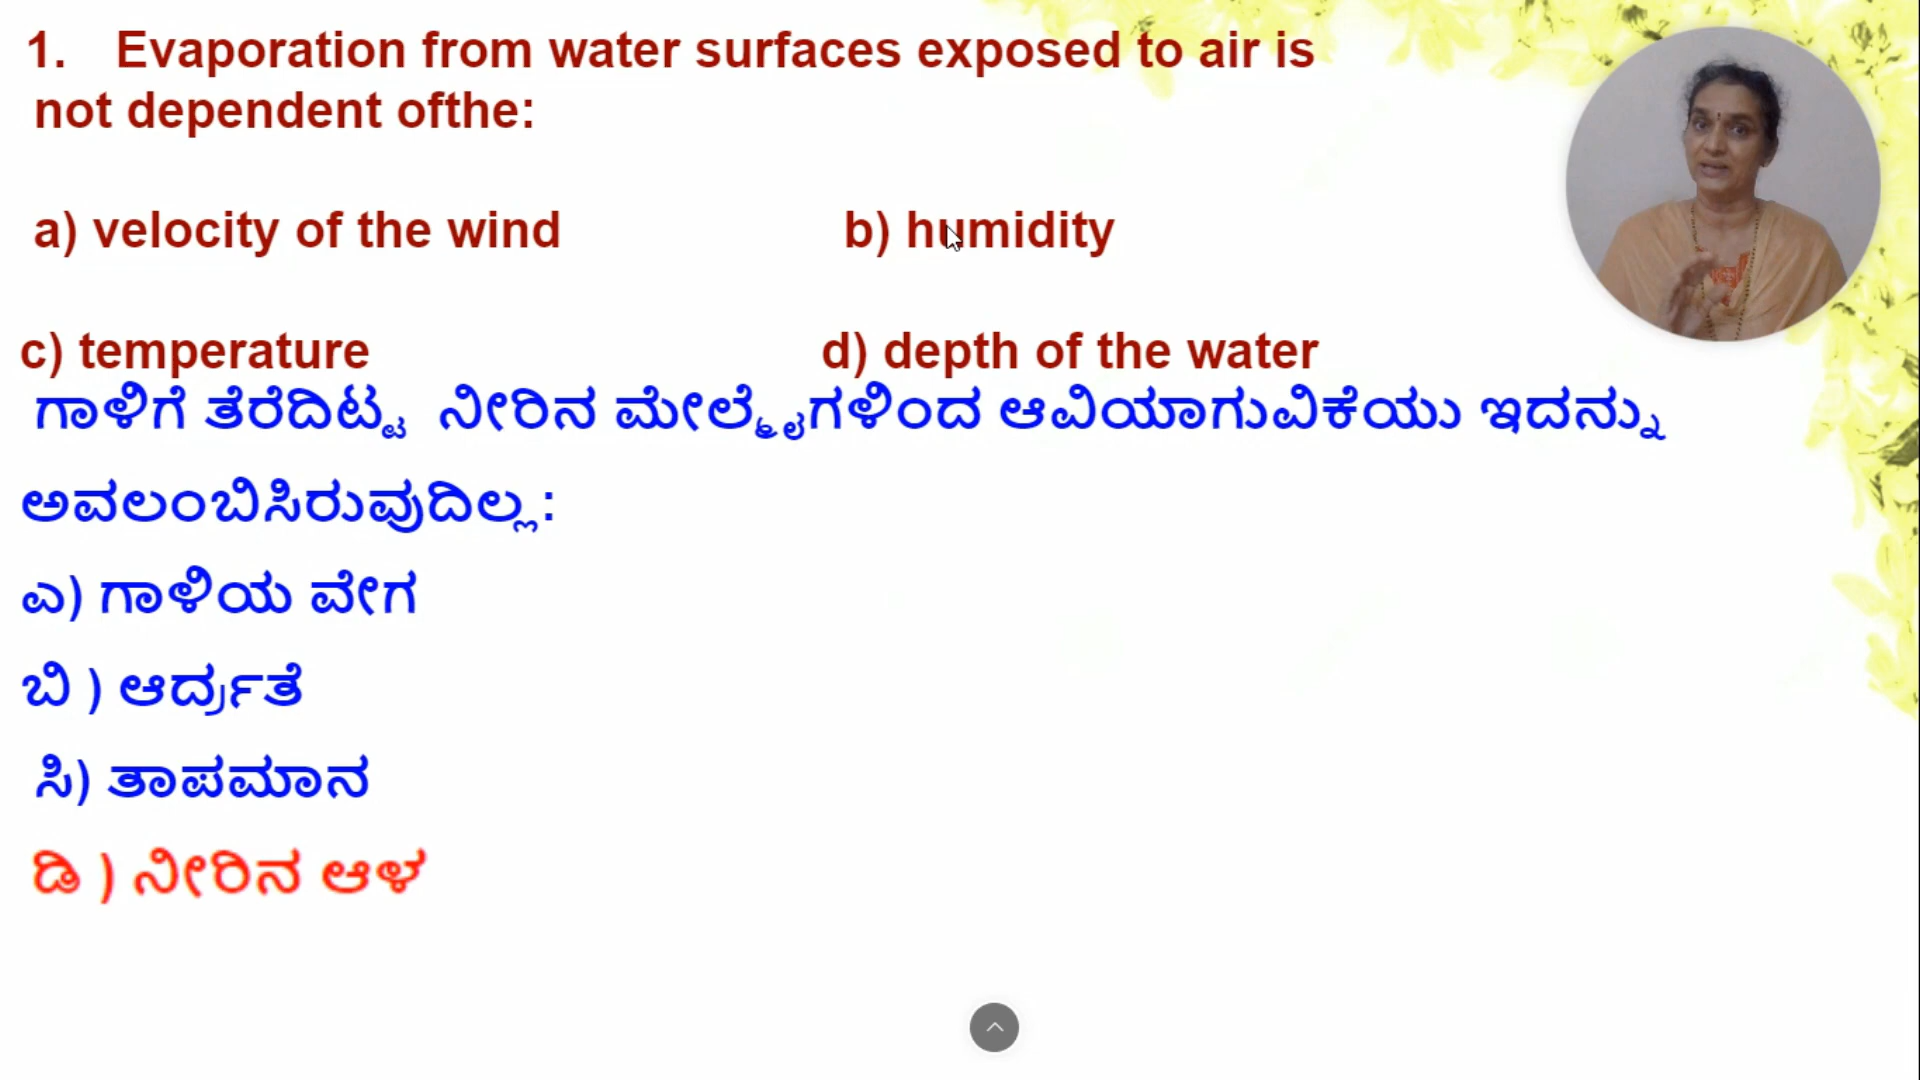 1. Evaporation from water surfaces exposed to air is
not dependent ofthe:
a) velocity of the wind b) humidity
c) temperature d) depth of the water
ಗಾಳಿಗೆ ತೆರೆದಿಟ್ಟ ನೀರಿನ ಮೇಲ್ಮೈಗಳಿಂದ ಆವಿಯಾಗುವಿಕೆಯು ಇದನ್ನು
ಅವಲಂಬಿಸಿರುವುದಿಲ್ಲ:
ಎ) ಗಾಳಿಯ ವೇಗ
ಬಿ ) ಆರ್ದ್ರತೆ
ಸಿ) ತಾಪಮಾನ
ಡಿ ) ನೀರಿನ ಆಳ